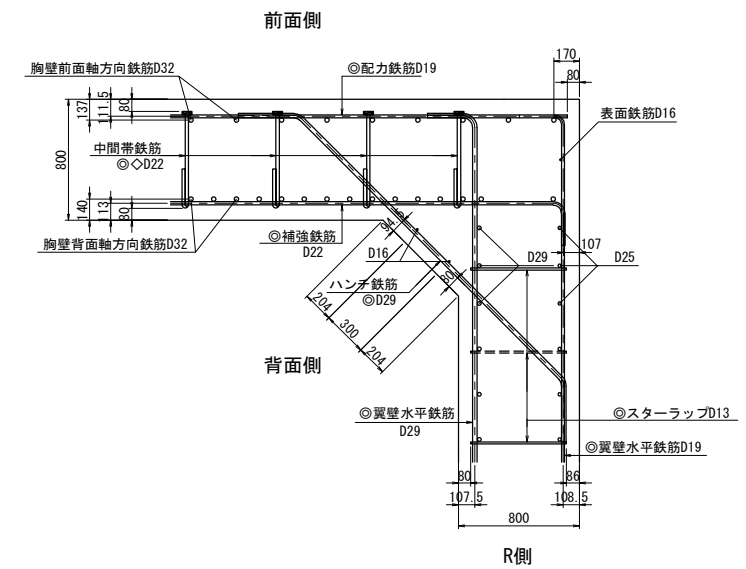 前面側
170
80
胸壁前面軸方向鉄筋D32
◎配力鉄筋D19
137
111.5
80
表面鉄筋D16
中間帯鉄筋
◎◇D22
800
140
113
80
107
胸壁背面軸方向鉄筋D32
◎補強鉄筋
D22
D16
D29
D25
80
ハンチ鉄筋
◎D29
204
300
204
背面側
◎翼壁水平鉄筋
D29
◎スターラップD13
◎翼壁水平鉄筋D19
80
86
107.5
108.5
800
R側